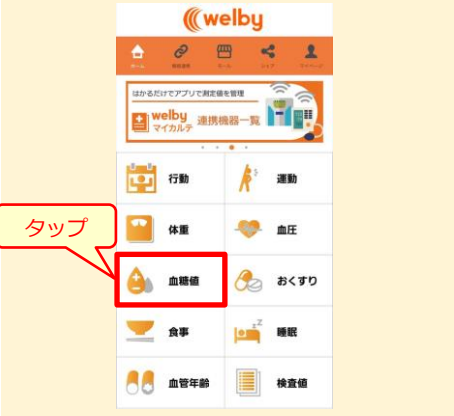 welby
ホーム
はかるだけでアプリで測定値を管理
welby
マイカルテ
連携機器一覧
行動
運動
体重
血圧
タップ
血糖値
おくすり
食事
睡眠
血管年齢
検査値